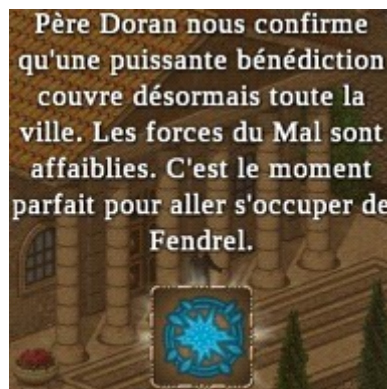 Père Doran nous confirme
qu'une puissante bénédiction
couvre désormais toute la
ville. Les forces du Mal sont
affaiblies. C'est le moment
parfait pour aller s'occuper de
Fendrel.